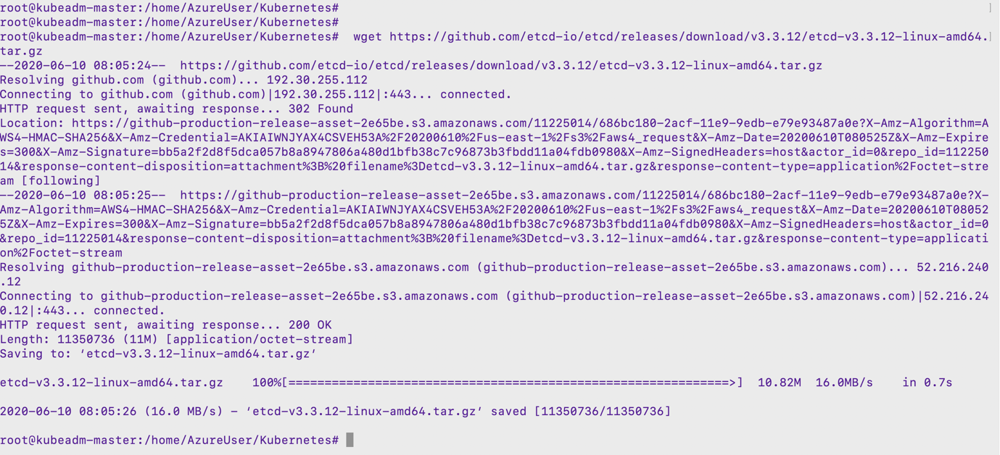 root@kubeadm-master:/home/AzureUser/Kubernetes#
root@kubeadm-master:/home/AzureUser/Kubernetes#
root@kubeadm-master:/home/AzureUser/Kubernetes#  wget https://github.com/etcd-io/etcd/releases/download/v3.3.12/etcd-v3.3.12-linux-amd64.
tar.gz
--2020-06-10 08:05:24--  https://github.com/etcd-io/etcd/releases/download/v3.3.12/etcd-v3.3.12-linux-amd64.tar.gz
Resolving github.com (github.com)... 192.30.255.112
Connecting to github.com (github.com)|192.30.255.112|:443... connected.
HTTP request sent, awaiting response... 302 Found
Location: https://github-production-release-asset-2e65be.s3.amazonaws.com/11225014/686bc180-2acf-11e9-9edb-e79e93487a0e?X-Amz-Algorithm=A
WS4-HMAC-SHA256&X-Amz-Credential=AKIAIWNJYAX4CSVEH53A%2F20200610%2Fus-east-1%2Fs3%2Faws4_request&X-Amz-Date=20200610T080525Z&X-Amz-Expire
s=300&X-Amz-Signature=bb5a2f2d8f5dca057b8a8947806a480d1bfb38c7c96873b3fbdd11a04fdb0980&X-Amz-SignedHeaders=host&actor_id=0&repo_id=112250
14&response-content-disposition=attachment%3B%20filename%3Detcd-v3.3.12-linux-amd64.tar.gz&response-content-type=application%2Foctet-stre
am [following]
--2020-06-10 08:05:25--  https://github-production-release-asset-2e65be.s3.amazonaws.com/11225014/686bc180-2acf-11e9-9edb-e79e93487a0e?X-
Amz-Algorithm=AWS4-HMAC-SHA256&X-Amz-Credential=AKIAIWNJYAX4CSVEH53A%2F20200610%2Fus-east-1%2Fs3%2Faws4_request&X-Amz-Date=20200610T08052
5Z&X-Amz-Expires=300&X-Amz-Signature=bb5a2f2d8f5dca057b8a8947806a480d1bfb38c7c96873b3fbdd11a04fdb0980&X-Amz-SignedHeaders=host&actor_id=0
&repo_id=11225014&response-content-disposition=attachment%3B%20filename%3Detcd-v3.3.12-linux-amd64.tar.gz&response-content-type=applicati
on%2Foctet-stream
Resolving github-production-release-asset-2e65be.s3.amazonaws.com (github-production-release-asset-2e65be.s3.amazonaws.com)... 52.216.240
.12
Connecting to github-production-release-asset-2e65be.s3.amazonaws.com (github-production-release-asset-2e65be.s3.amazonaws.com)|52.216.24
0.12|:443... connected.
HTTP request sent, awaiting response... 200 OK
Length: 11350736 (11M) [application/octet-stream]
Saving to: ‘etcd-v3.3.12-linux-amd64.tar.gz’
etcd-v3.3.12-linux-amd64.tar.gz    100%[=============================================================>]  10.82M  16.0MB/s    in 0.7s
2020-06-10 08:05:26 (16.0 MB/s) - ‘etcd-v3.3.12-linux-amd64.tar.gz’ saved [11350736/11350736]
root@kubeadm-master:/home/AzureUser/Kubernetes#